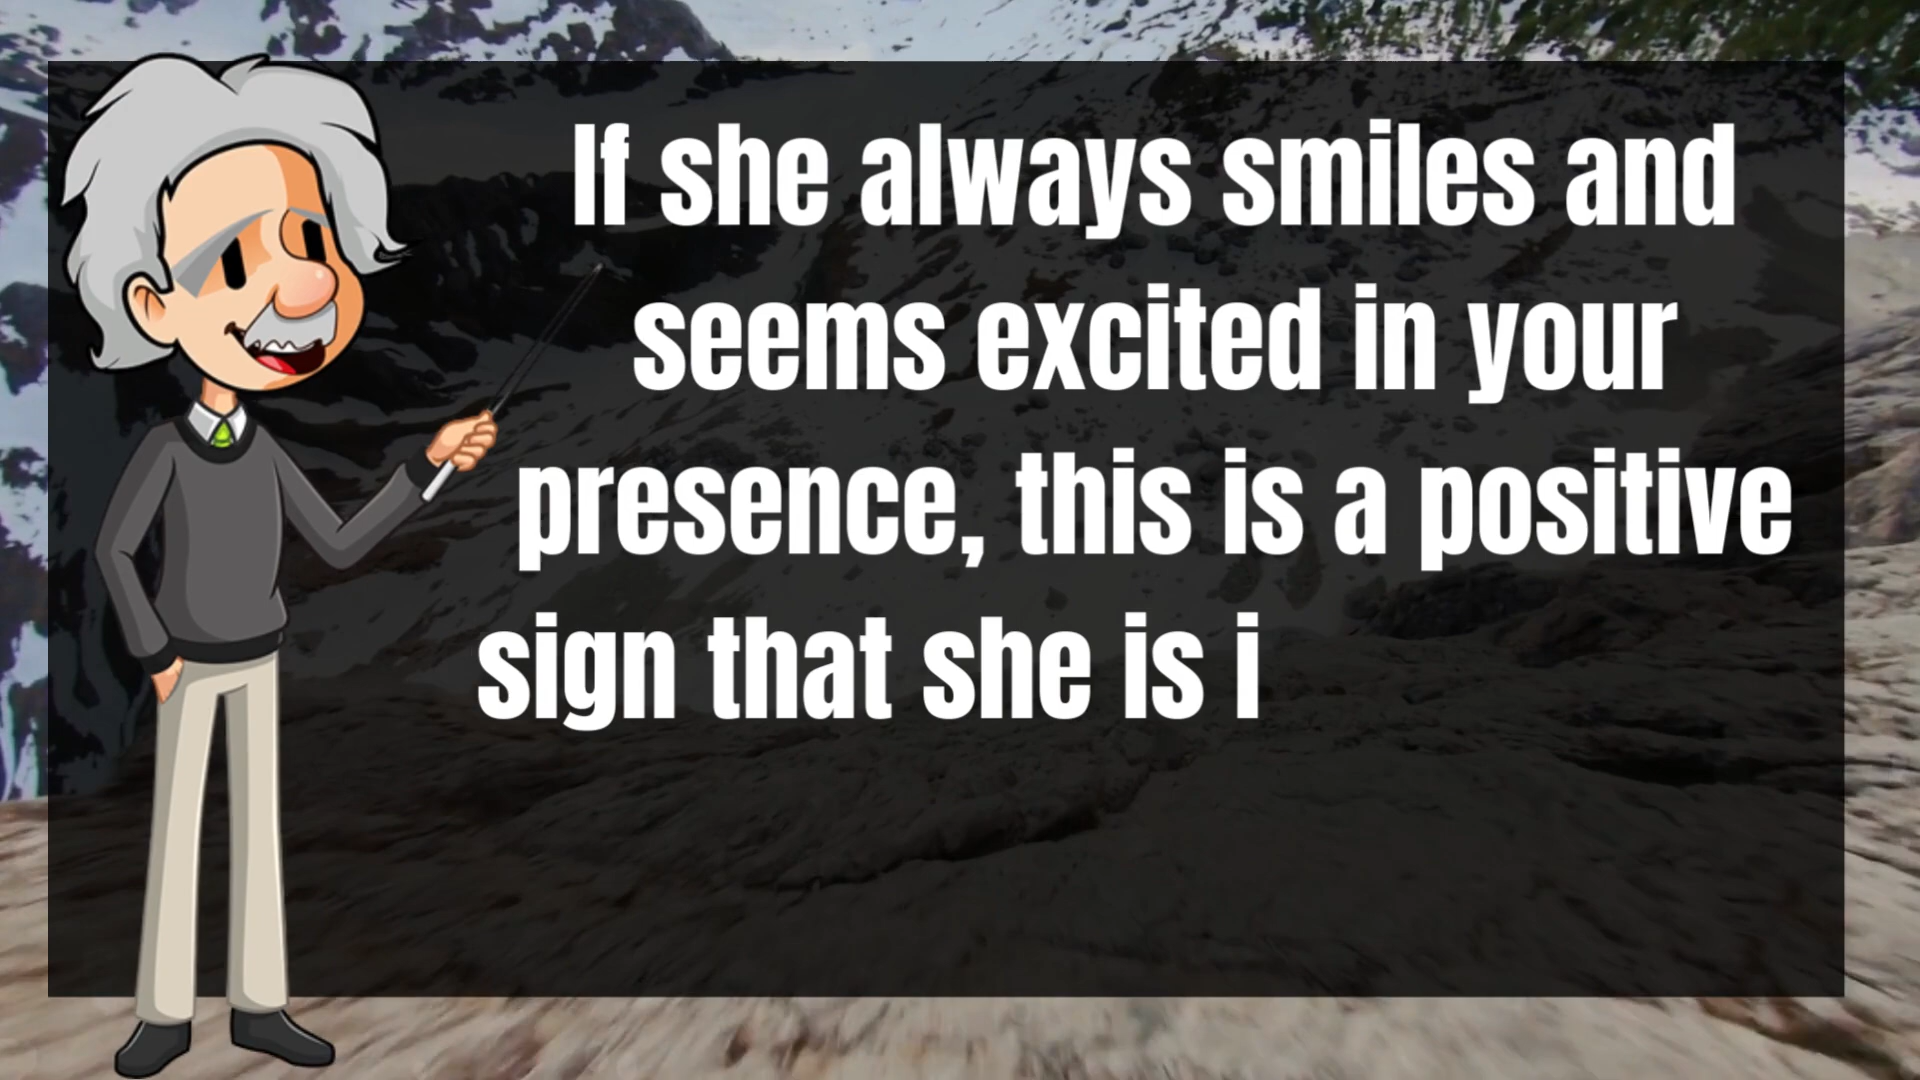 If she always smiles and
seems excited in your
presence, this is a positive
sign that she is i